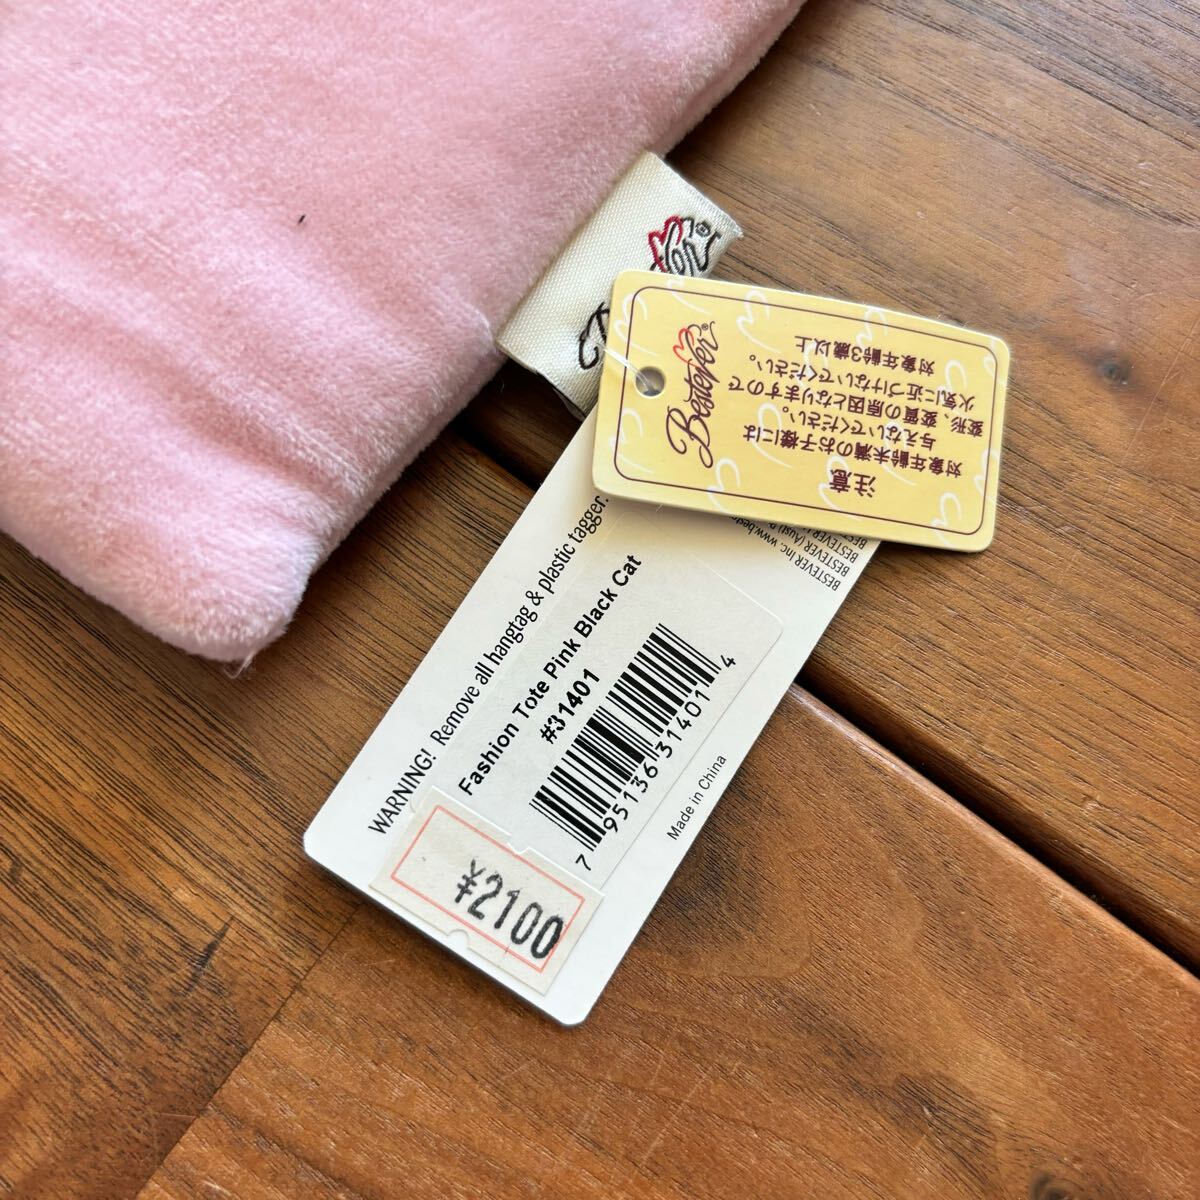 Bestever®
注意
対象年齢未満のお子様には
与えないでください。
変形、変質の原因となりますので
火気に近づけないでください。
対象年齢3歳以上
BESTEVER Inc.
BESTEVER (Aust)
WARNING! Remove all hangtag & plastic tagger.
Fashion Tote Pink Black Cat
#31401
7 95136 31401 4
Made in China
¥2100